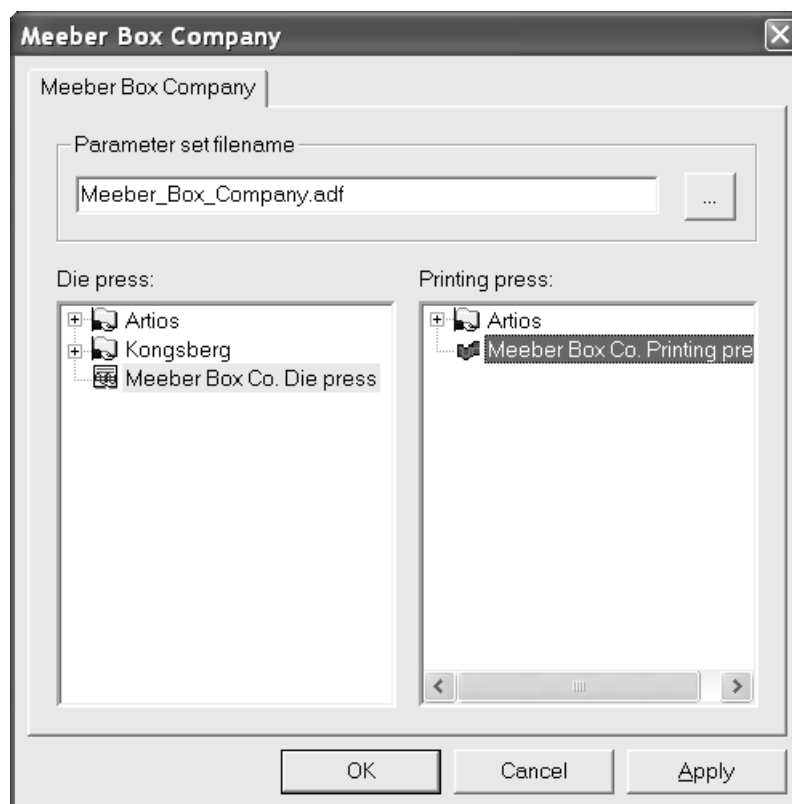 Meeber Box Company
Meeber Box Company
Parameter set filename
Meeber_Box_Company.adf
...
Die press:
Artios
Kongsberg
Meeber Box Co. Die press
Printing press:
Artios
Meeber Box Co. Printing pre
OK
Cancel
Apply